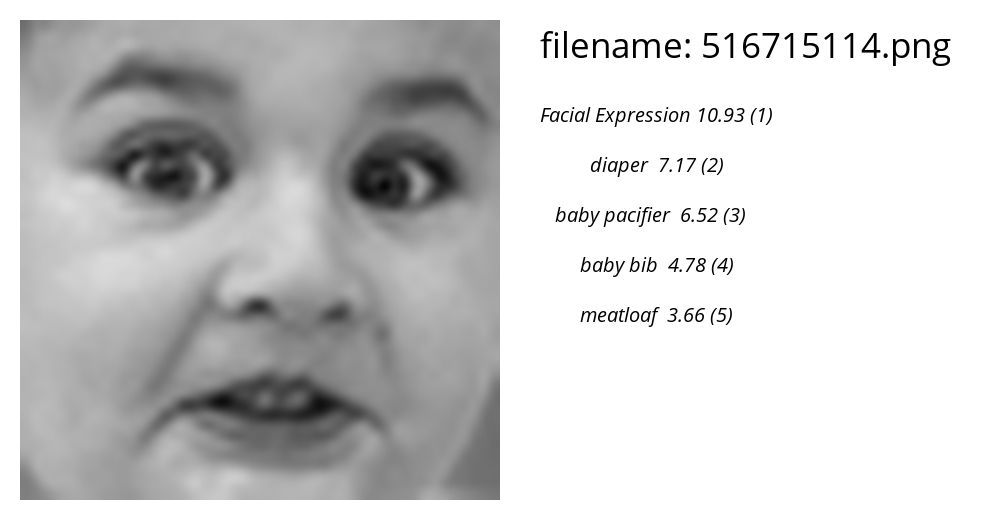 filename: 516715114.png
Facial Expression 10.93 (1)
diaper 7.17 (2)
baby pacifier 6.52 (3)
baby bib 4.78 (4)
meatloaf 3.66 (5)